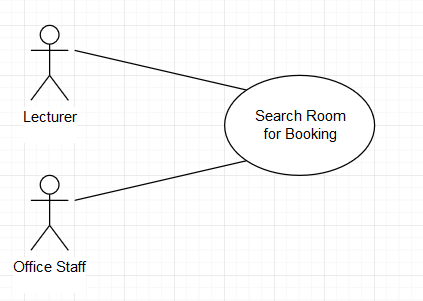 Lecturer
Search Room
for Booking
Office Staff